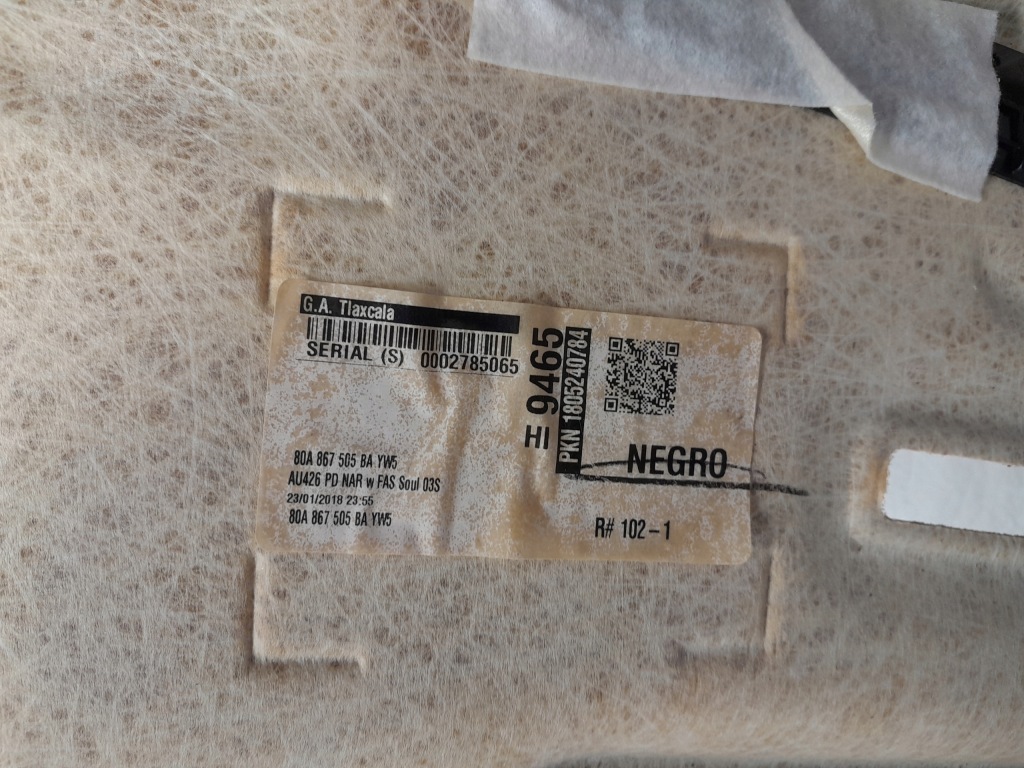 G.A. Tlaxcala
SERIAL (S) 0002785065
HI 9465
PKN 1805240784
NEGRO
80A 867 505 BA YW5
AU426 PD NAR w FAS Soul 03S
23/01/2018 23:55
80A 867 505 BA YW5
R# 102-1